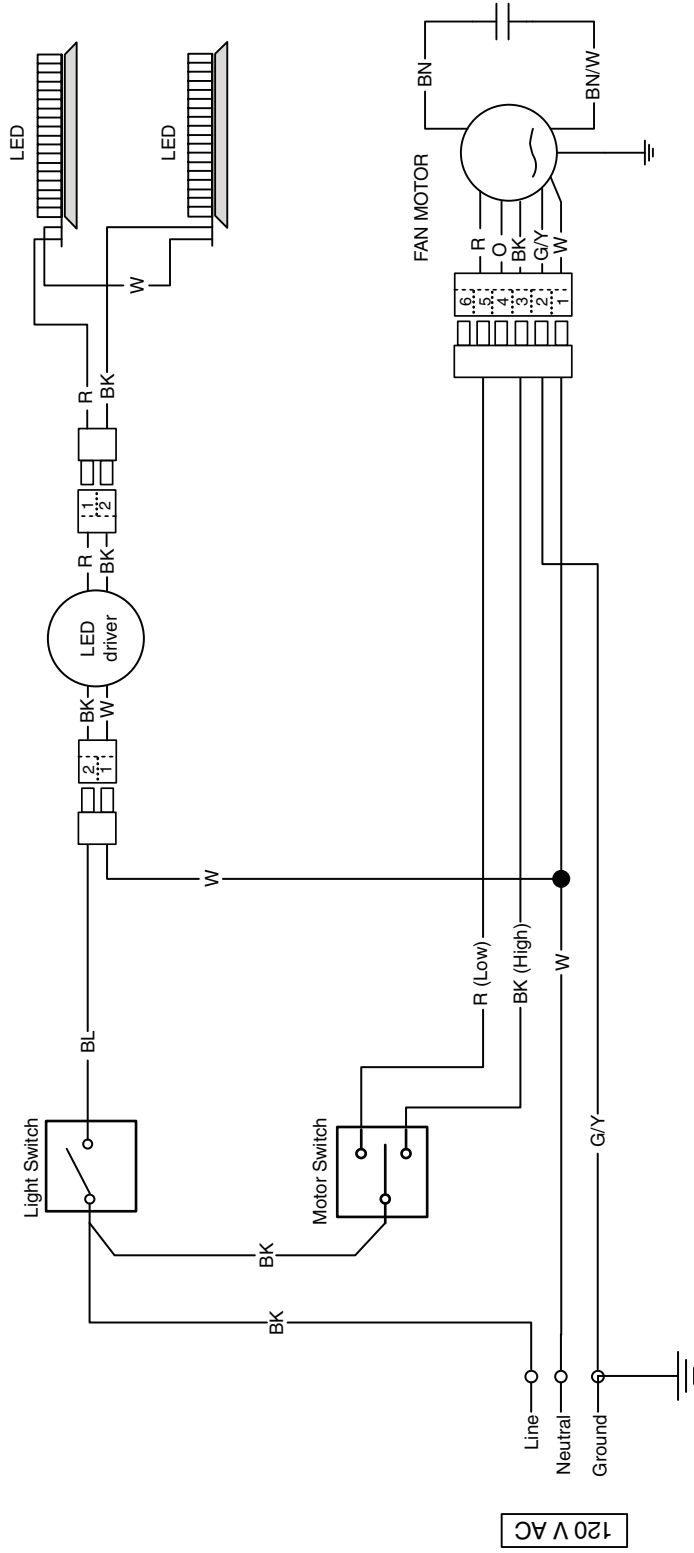 LED
LED
W
R
BK
1
2
R
BK
LED
driver
BK
W
2
1
W
BL
Light Switch
BK
BK
Motor Switch
R (Low)
BK (High)
W
G/Y
FAN MOTOR
BN
BN/W
R
O
BK
G/Y
W
6
5
4
3
2
1
Line
Neutral
Ground
120 V AC